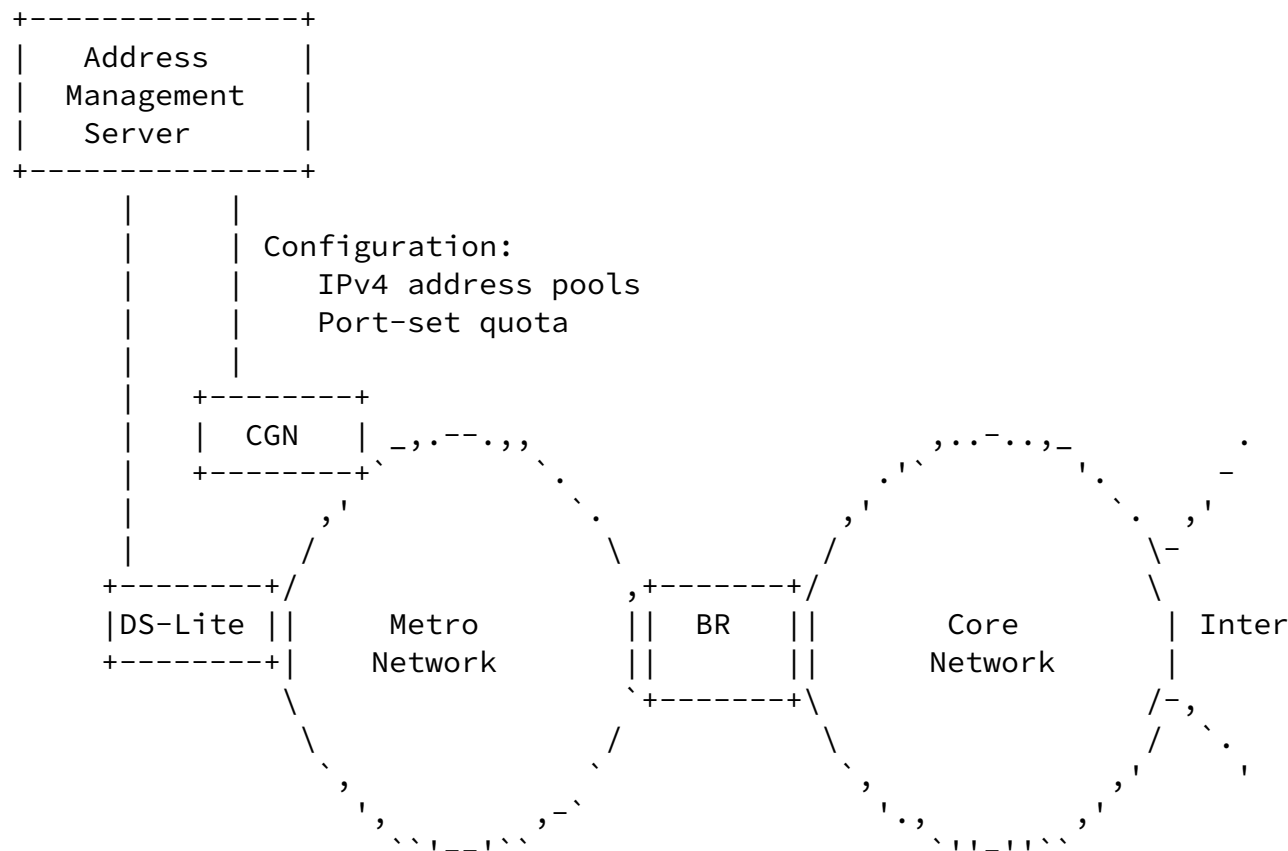 Address
Management
Server
Configuration:
IPv4 address pools
Port-set quota
CGN
DS-Lite
Metro
Network
BR
Core
Network
Inter